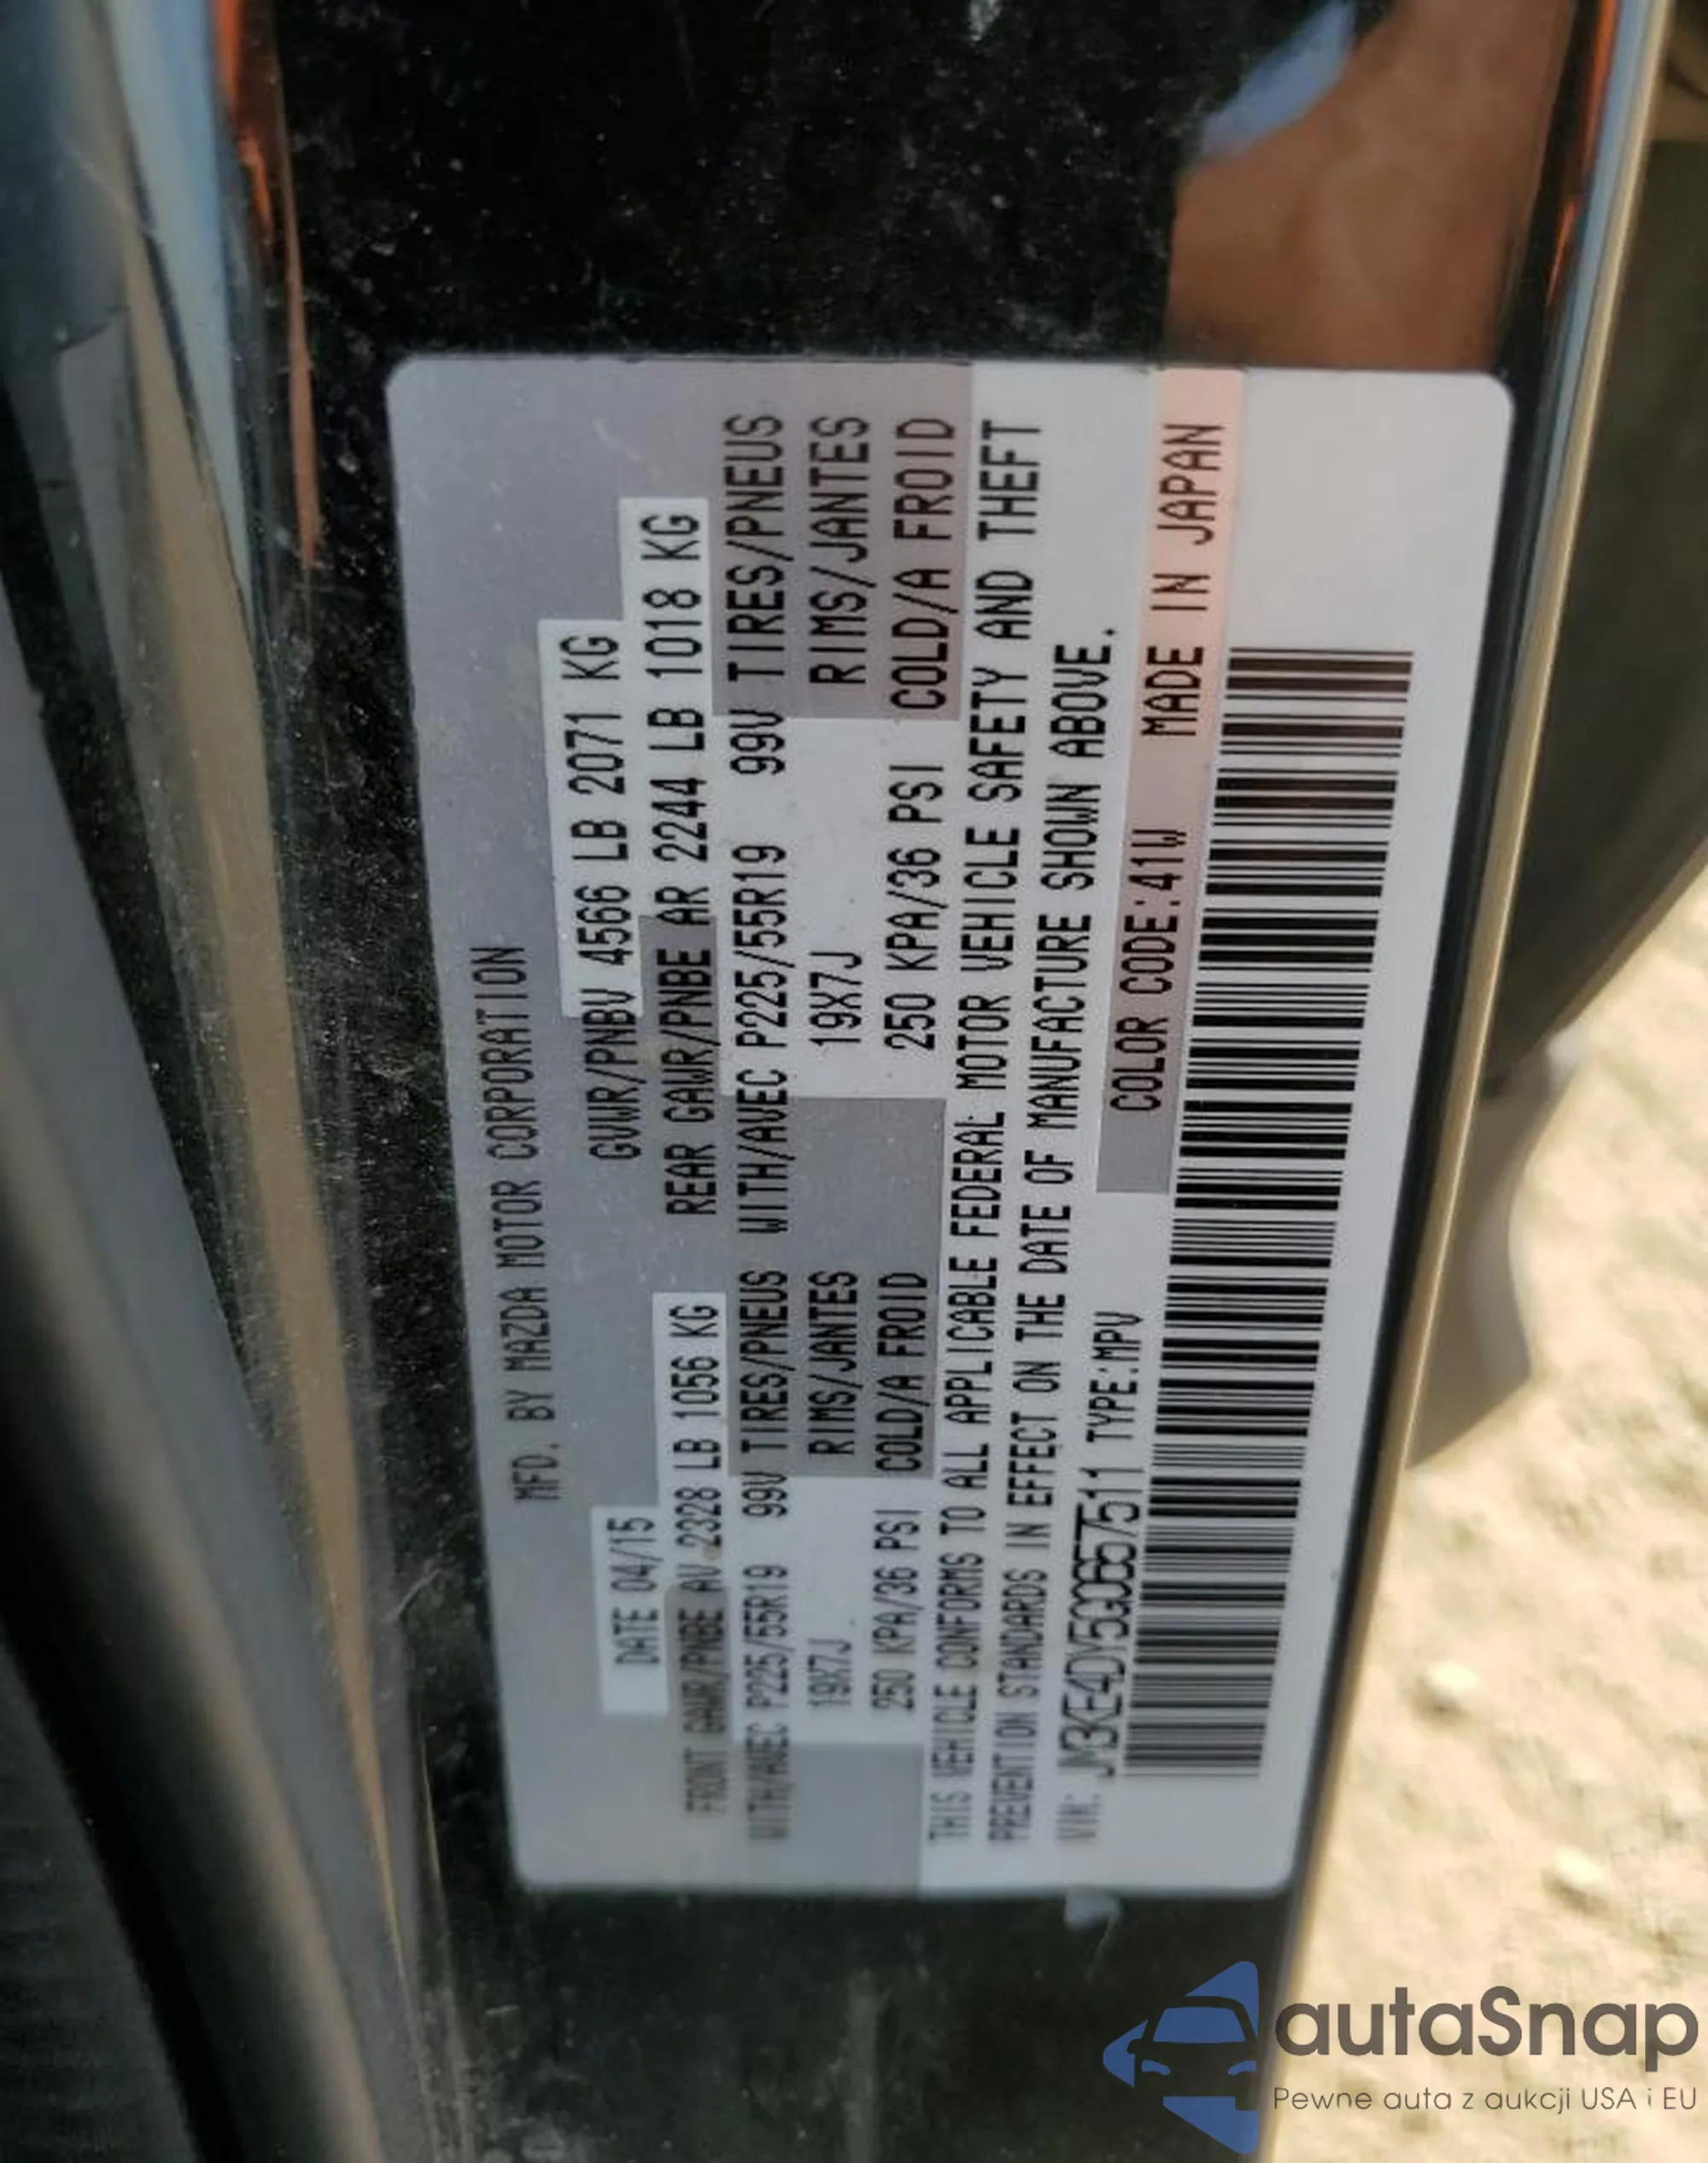 MFD. BY MAZDA MOTOR CORPORATION
DATE 04/15 GVWR/PNBV 4566 LB 2071 KG
FRONT GAWR/PNBE AV 2328 LB 1056 KG REAR GAWR/PNBE AR 2244 LB 1018 KG
WITH/AVEC P225/55R19 99V TIRES/PNEUS WITH/AVEC P225/55R19 99V TIRES/PNEUS
19X7J RIMS/JANTES 19X7J RIMS/JANTES
250 KPA/36 PSI COLD/A FROID 250 KPA/36 PSI COLD/A FROID
THIS VEHICLE CONFORMS TO ALL APPLICABLE FEDERAL MOTOR VEHICLE SAFETY AND THEFT
PREVENTION STANDARDS IN EFFECT ON THE DATE OF MANUFACTURE SHOWN ABOVE.
VIN: JM3KE4DY5G0657511 TYPE:MPV COLOR CODE:41W MADE IN JAPAN
autaSnap
Pewne auta z aukcji USA i EU